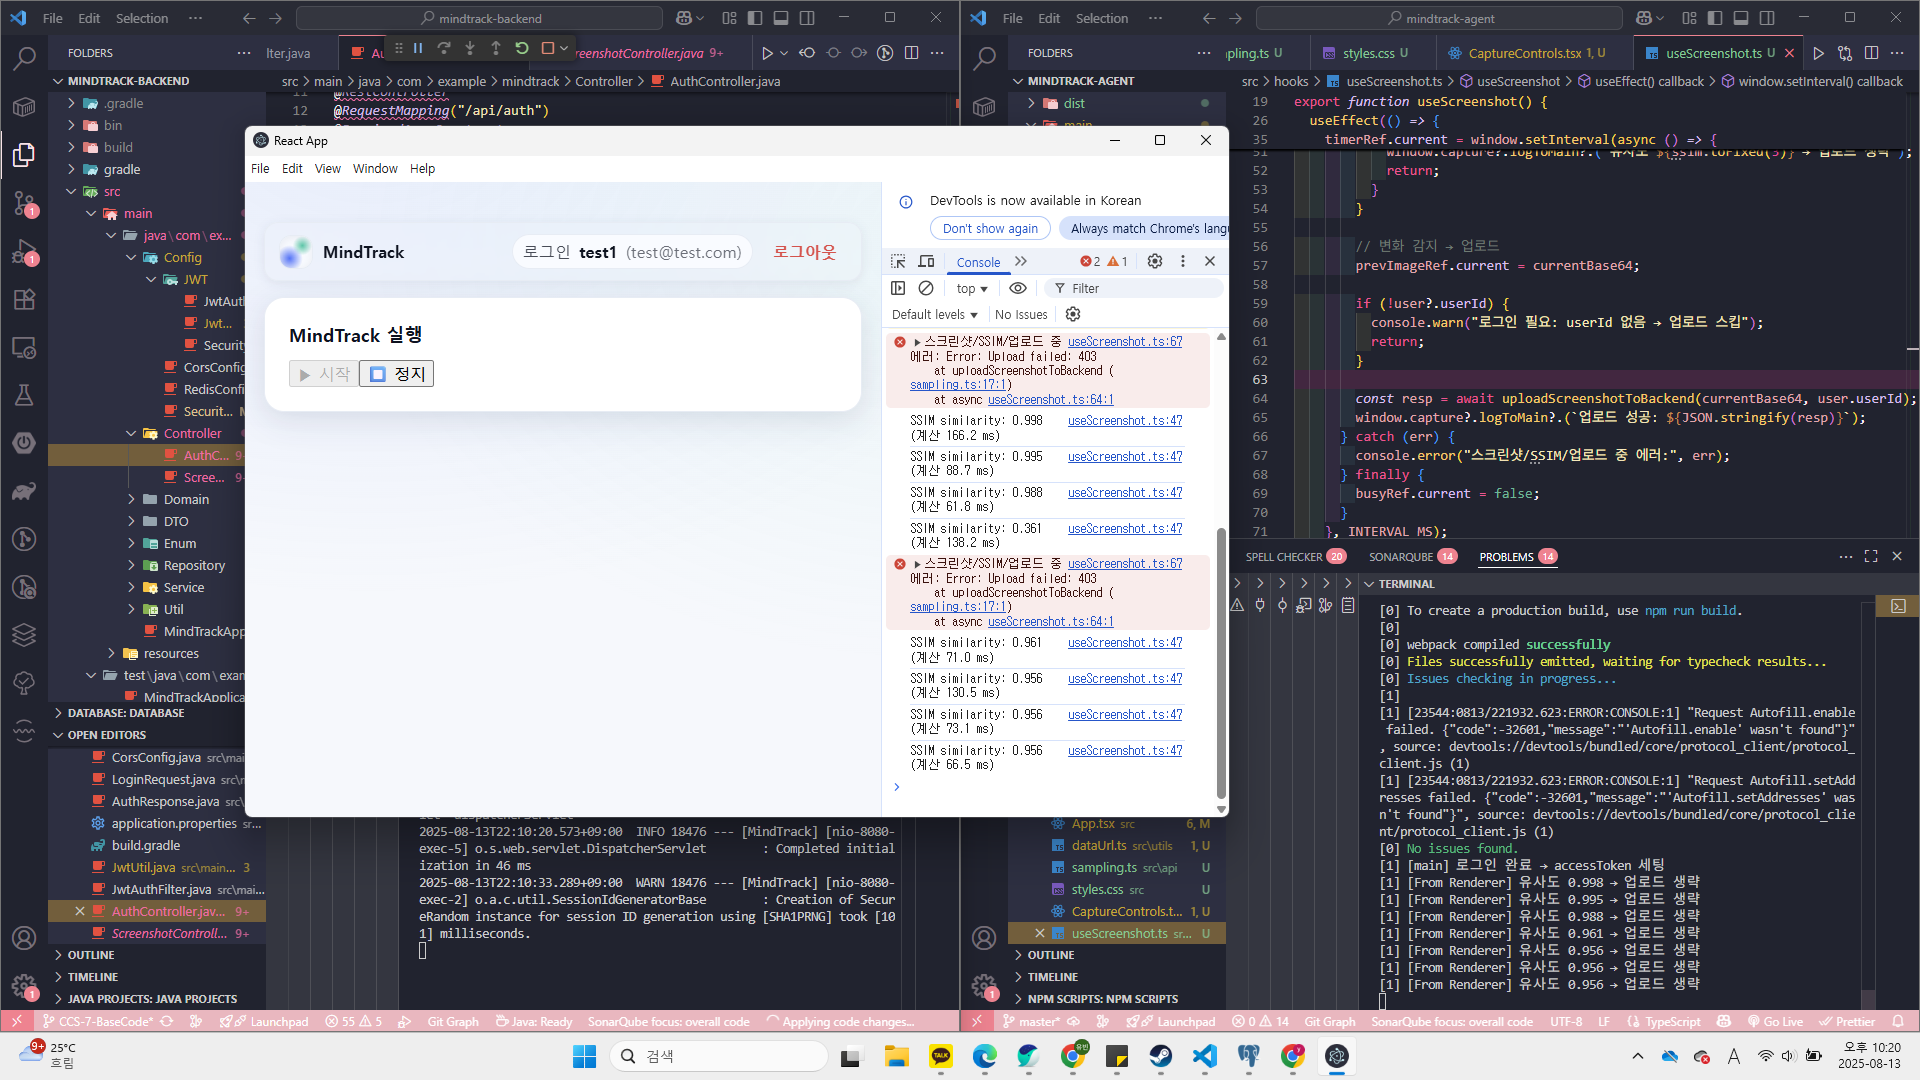 File Edit Selection ··· mindtrack-backend
FOLDERS ···
MINDTRACK-BACKEND
.gradle
bin
build
gradle
src
main
java\com\ex...
Config
JWT
JwtAuth
Jwt...
Security
CorsConfig
RedisConfi
Securit...
Controller
AuthC... 9+
Scree... 9+
Domain
DTO
Enum
Repository
Service
Util
MindTrackApp
resources
test\java\com\exam
MindTrackApplica
DATABASE: DATABASE
OPEN EDITORS
CorsConfig.java src\mai
LoginRequest.java src\r
AuthResponse.java src\
application.properties sr...
build.gradle
JwtUtil.java src\main... 3
JwtAuthFilter.java src\mai...
AuthController.jav... 9+
ScreenshotControll... 9+
OUTLINE
TIMELINE
JAVA PROJECTS: JAVA PROJECTS
lter.java Au reenshotController.java 9+
src > main > java > com > example > mindtrack > Controller > AuthController.java
11 @RestController
12 @RequestMapping("/api/auth")
React App
File Edit View Window Help
MindTrack
로그인 test1 (test@test.com) 로그아웃
MindTrack 실행
▶ 시작 정지
DevTools is now available in Korean
Don't show again Always match Chrome's langu
Console 2 1
top Filter
Default levels No Issues
스크린샷/SSIM/업로드 중 useScreenshot.ts:67
에러: Error: Upload failed: 403
at uploadScreenshotToBackend (
sampling.ts:17:1)
at async useScreenshot.ts:64:1
SSIM similarity: 0.998 useScreenshot.ts:47
(계산 166.2 ms)
SSIM similarity: 0.995 useScreenshot.ts:47
(계산 88.7 ms)
SSIM similarity: 0.988 useScreenshot.ts:47
(계산 61.8 ms)
SSIM similarity: 0.361 useScreenshot.ts:47
(계산 138.2 ms)
스크린샷/SSIM/업로드 중 useScreenshot.ts:67
에러: Error: Upload failed: 403
at uploadScreenshotToBackend (
sampling.ts:17:1)
at async useScreenshot.ts:64:1
SSIM similarity: 0.961 useScreenshot.ts:47
(계산 71.0 ms)
SSIM similarity: 0.956 useScreenshot.ts:47
(계산 130.5 ms)
SSIM similarity: 0.956 useScreenshot.ts:47
(계산 73.1 ms)
SSIM similarity: 0.956 useScreenshot.ts:47
(계산 66.5 ms)
2025-08-13T22:10:20.573+09:00 INFO 18476 --- [MindTrack] [nio-8080-
exec-5] o.s.web.servlet.DispatcherServlet : Completed initial
ization in 46 ms
2025-08-13T22:10:33.289+09:00 WARN 18476 --- [MindTrack] [nio-8080-
exec-2] o.a.c.util.SessionIdGeneratorBase : Creation of Secur
eRandom instance for session ID generation using [SHA1PRNG] took [10
1] milliseconds.
CCS-7-BaseCode* Launchpad 55 5 Git Graph Java: Ready SonarQube focus: overall code Applying code changes...
File Edit Selection ··· mindtrack-agent
FOLDERS ···
MINDTRACK-AGENT
dist
main
App.tsx src 6, M
dataUrl.ts src\utils 1, U
sampling.ts src\api U
styles.css src U
CaptureControls.t... 1, U
useScreenshot.ts sr... U
OUTLINE
TIMELINE
NPM SCRIPTS: NPM SCRIPTS
mpling.ts U styles.css U CaptureControls.tsx 1, U useScreenshot.ts U
src > hooks > useScreenshot.ts > useScreenshot > useEffect() callback > window.setInterval() callback
19 export function useScreenshot() {
26 useEffect(() => {
35 timerRef.current = window.setInterval(async () => {
51 window.capture?.logToMain?.(`유사도 ${ssim.toFixed(3)} → 업로드 생략`);
52 return;
53 }
54 }
55
56 // 변화 감지 → 업로드
57 prevImageRef.current = currentBase64;
58
59 if (!user?.userId) {
60 console.warn("로그인 필요: userId 없음 → 업로드 스킵");
61 return;
62 }
63
64 const resp = await uploadScreenshotToBackend(currentBase64, user.userId);
65 window.capture?.logToMain?.(`업로드 성공: ${JSON.stringify(resp)}`);
66 } catch (err) {
67 console.error("스크린샷/SSIM/업로드 중 에러:", err);
68 } finally {
69 busyRef.current = false;
70 }
71 }, INTERVAL_MS);
SPELL CHECKER 20 SONARQUBE 14 PROBLEMS 14
TERMINAL
[0] To create a production build, use npm run build.
[0]
[0] webpack compiled successfully
[0] Files successfully emitted, waiting for typecheck results...
[0] Issues checking in progress...
[1]
[1] [23544:0813/221932.623:ERROR:CONSOLE:1] "Request Autofill.enable
failed. {"code":-32601,"message":"'Autofill.enable' wasn't found"}"
, source: devtools://devtools/bundled/core/protocol_client/protocol_
client.js (1)
[1] [23544:0813/221932.623:ERROR:CONSOLE:1] "Request Autofill.setAdd
resses failed. {"code":-32601,"message":"'Autofill.setAddresses' was
n't found"}", source: devtools://devtools/bundled/core/protocol_clie
nt/protocol_client.js (1)
[0] No issues found.
[1] [main] 로그인 완료 → accessToken 세팅
[1] [From Renderer] 유사도 0.998 → 업로드 생략
[1] [From Renderer] 유사도 0.995 → 업로드 생략
[1] [From Renderer] 유사도 0.988 → 업로드 생략
[1] [From Renderer] 유사도 0.961 → 업로드 생략
[1] [From Renderer] 유사도 0.956 → 업로드 생략
[1] [From Renderer] 유사도 0.956 → 업로드 생략
[1] [From Renderer] 유사도 0.956 → 업로드 생략
master* Launchpad 0 14 Git Graph SonarQube focus: overall code UTF-8 LF TypeScript Go Live Prettier
9+ 25°C
흐림
검색
TALK
A
오후 10:20
2025-08-13